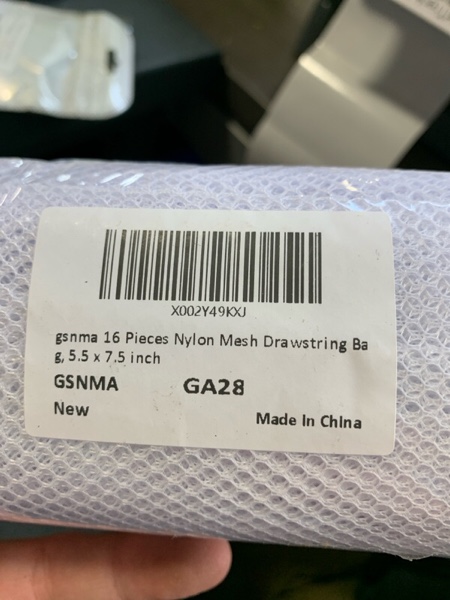 X002Y49KXJ
gsnma 16 Pieces Nylon Mesh Drawstring Ba
g, 5.5 x 7.5 inch
GSNMA GA28
New
Made In China